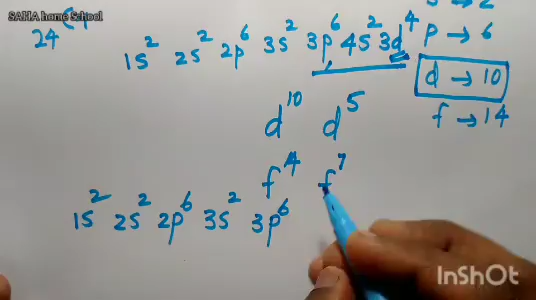 SAHA home School
s → 2
24Cr
1s² 2s² 2p⁶ 3s² 3p⁶ 4s² 3d⁴ p → 6
d → 10
f → 14
d¹⁰ d⁵
f⁴ f⁷
1s² 2s² 2p⁶ 3s² 3p⁶
InShOt